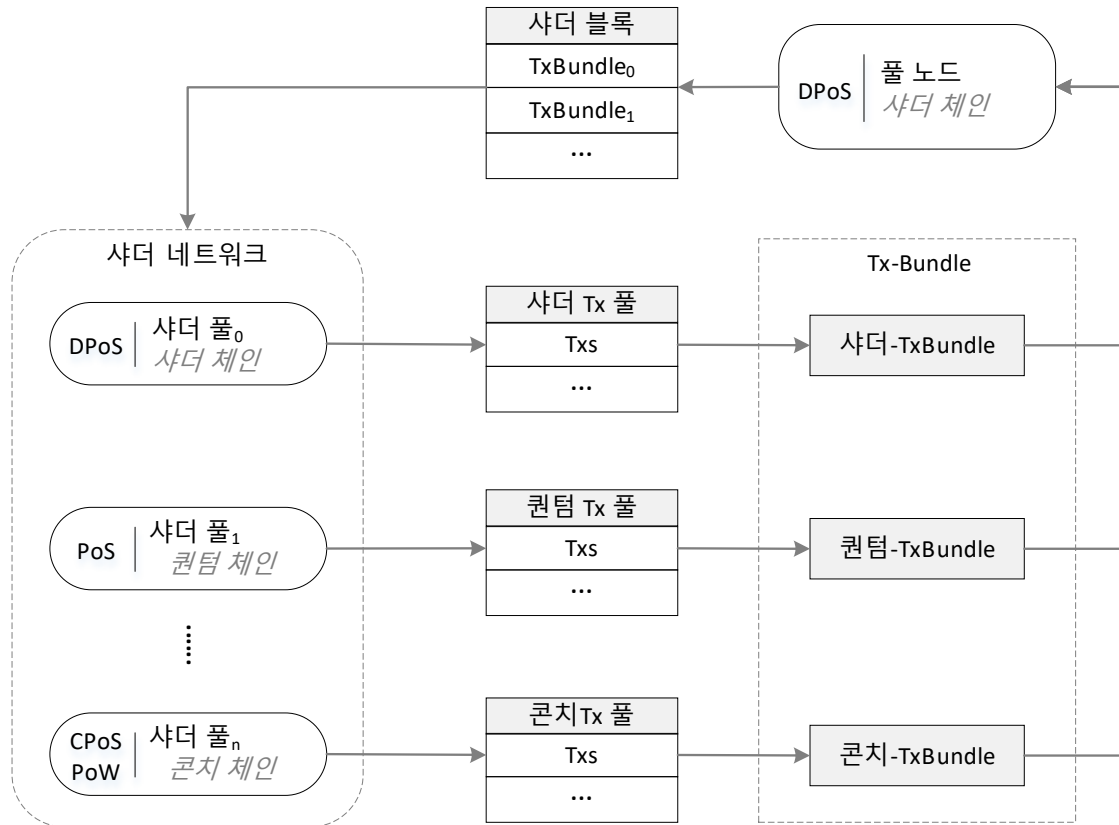 샤더 블록
TxBundle₀
TxBundle₁
...
DPoS
풀 노드
샤더 체인
샤더 네트워크
DPoS
샤더 풀₀
샤더 체인
샤더 Tx 풀
Txs
...
Tx-Bundle
샤더-TxBundle
PoS
샤더 풀₁
퀀텀 체인
퀀텀 Tx 풀
Txs
...
퀀텀-TxBundle
......
CPoS
PoW
샤더 풀ₙ
콘치 체인
콘치Tx 풀
Txs
...
콘치-TxBundle